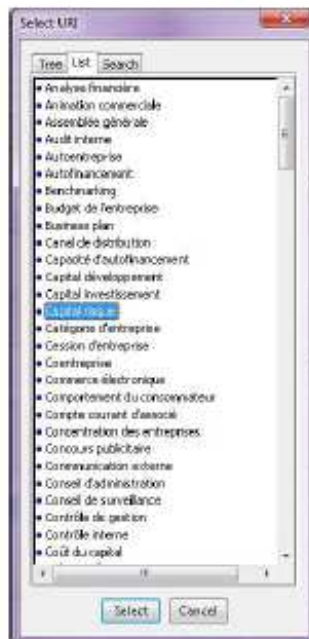 Select URI
Tree List Search
Analyse financière
Animation commerciale
Assemblée générale
Audit interne
Autoentreprise
Autofinancement
Benchmarking
Budget de l'entreprise
Business plan
Canal de distribution
Capacité d'autofinancement
Capital développement
Capital investissement
Capital risque
Catégorie d'entreprise
Cession d'entreprise
Coentreprise
Commerce électronique
Comportement du consommateur
Compte courant d'associé
Concentration des entreprises
Concours publicitaire
Communication externe
Conseil d'administration
Conseil de surveillance
Contrôle de gestion
Contrôle interne
Coût du capital
Select Cancel